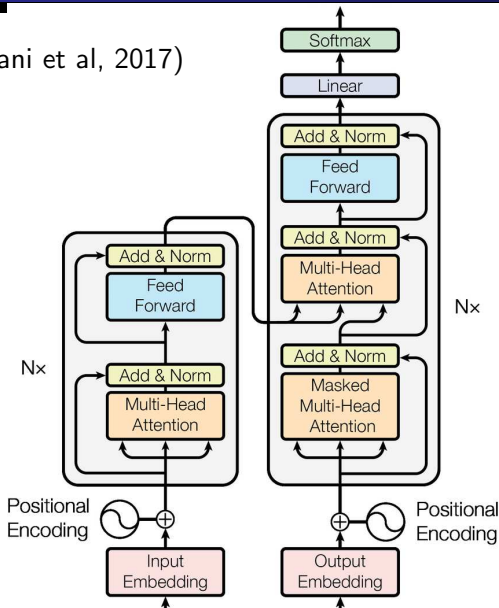 ani et al, 2017)
Softmax
Linear
Add & Norm
Feed
Forward
Add & Norm
Multi-Head
Attention
Add & Norm
Masked
Multi-Head
Attention
Nx
Add & Norm
Feed
Forward
Add & Norm
Multi-Head
Attention
Nx
Positional
Encoding
Input
Embedding
Output
Embedding
Positional
Encoding